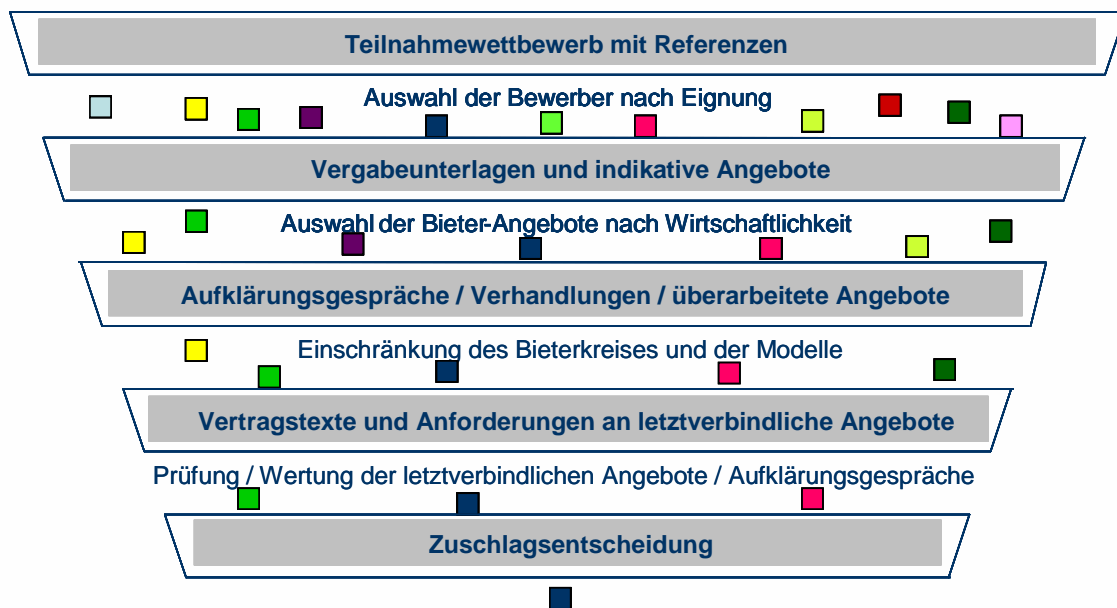 Teilnahmewettbewerb mit Referenzen
Auswahl der Bewerber nach Eignung
Vergabeunterlagen und indikative Angebote
Auswahl der Bieter-Angebote nach Wirtschaftlichkeit
Aufklärungsgespräche / Verhandlungen / überarbeitete Angebote
Einschränkung des Bieterkreises und der Modelle
Vertragstexte und Anforderungen an letztverbindliche Angebote
Prüfung / Wertung der letztverbindlichen Angebote / Aufklärungsgespräche
Zuschlagsentscheidung